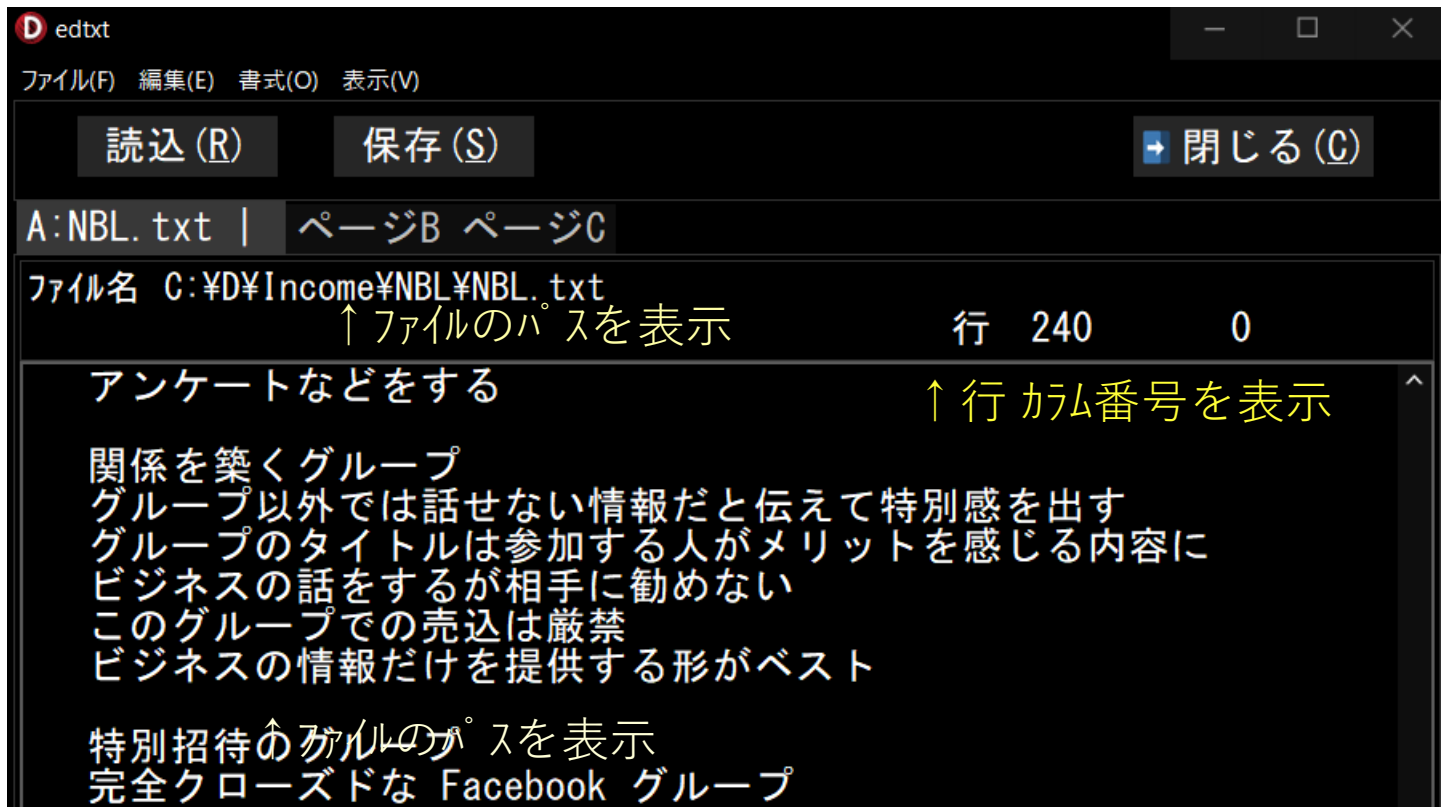 edtxt
ファイル(F) 編集(E) 書式(O) 表示(V)
読込(R) 保存(S) 閉じる(C)
A:NBL.txt | ページB ページC
ﾌｧｲﾙ名 C:¥D¥Income¥NBL¥NBL.txt
↑ﾌｧｲﾙのﾊﾟｽを表示
行 240 0
アンケートなどをする
↑行 ｶﾗﾑ番号を表示
関係を築くグループ
グループ以外では話せない情報だと伝えて特別感を出す
グループのタイトルは参加する人がメリットを感じる内容に
ビジネスの話をするが相手に勧めない
このグループでの売込は厳禁
ビジネスの情報だけを提供する形がベスト
特別招待のグループ
↑ﾌｧｲﾙのﾊﾟｽを表示
完全クローズドな Facebook グループ